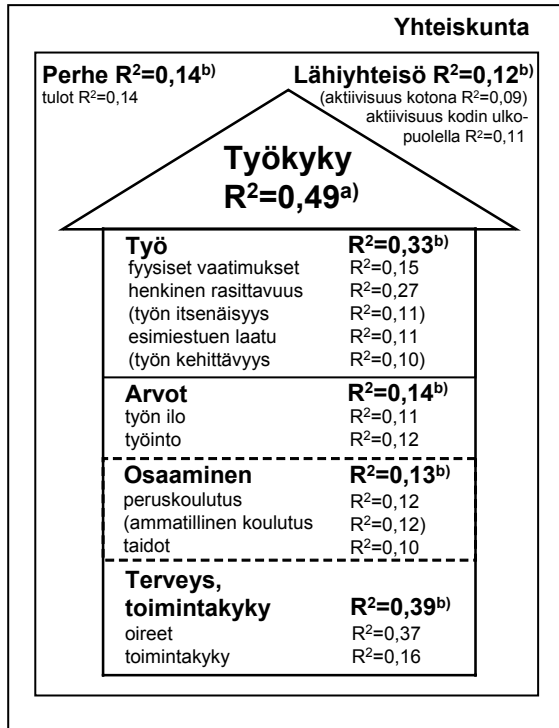 Yhteiskunta
Perhe R²=0,14ᵇ⁾
tulot R²=0,14
Lähiyhteisö R²=0,12ᵇ⁾
(aktiivisuus kotona R²=0,09)
aktiivisuus kodin ulko-
puolella R²=0,11
Työkyky
R²=0,49ᵃ⁾
Työ R²=0,33ᵇ⁾
fyysiset vaatimukset R²=0,15
henkinen rasittavuus R²=0,27
(työn itsenäisyys R²=0,11)
esimiestuen laatu R²=0,11
(työn kehittävyys R²=0,10)
Arvot R²=0,14ᵇ⁾
työn ilo R²=0,11
työinto R²=0,12
Osaaminen R²=0,13ᵇ⁾
peruskoulutus R²=0,12
(ammatillinen koulutus R²=0,12)
taidot R²=0,10
Terveys,
toimintakyky R²=0,39ᵇ⁾
oireet R²=0,37
toimintakyky R²=0,16